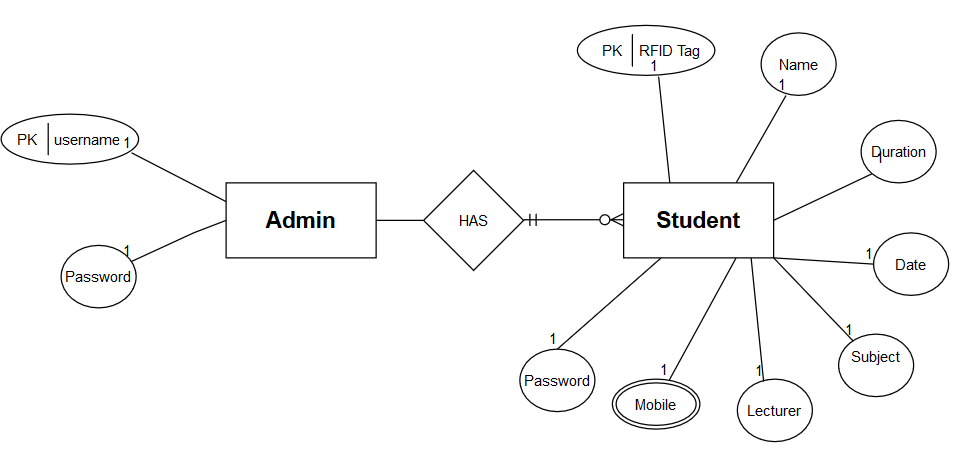 PK | RFID Tag
1
Name
1
PK | username 1
Duration
1
Admin
HAS
Student
1
Password
1
Date
1
Subject
1
Password
1
Mobile
1
Lecturer